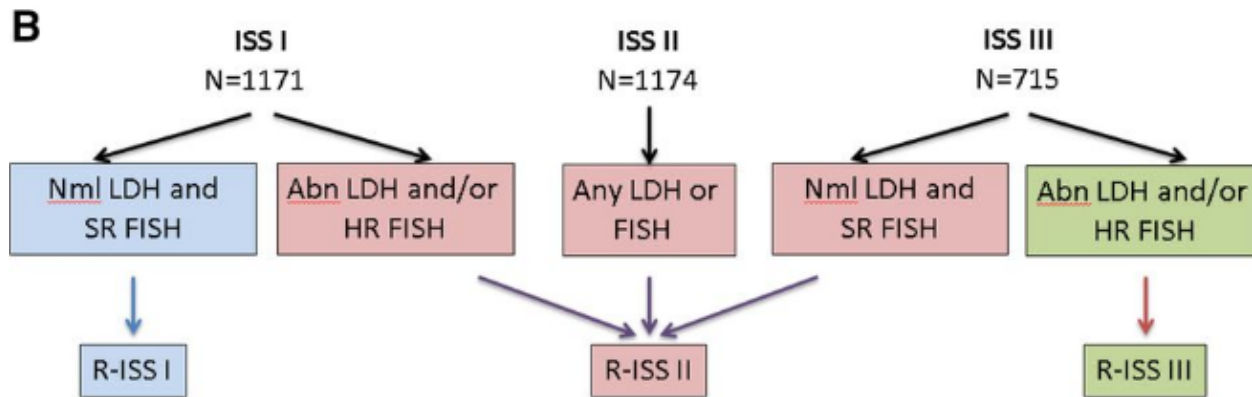 B
ISS I
N=1171
ISS II
N=1174
ISS III
N=715
Nml LDH and
SR FISH
Abn LDH and/or
HR FISH
Any LDH or
FISH
Nml LDH and
SR FISH
Abn LDH and/or
HR FISH
R-ISS I
R-ISS II
R-ISS III